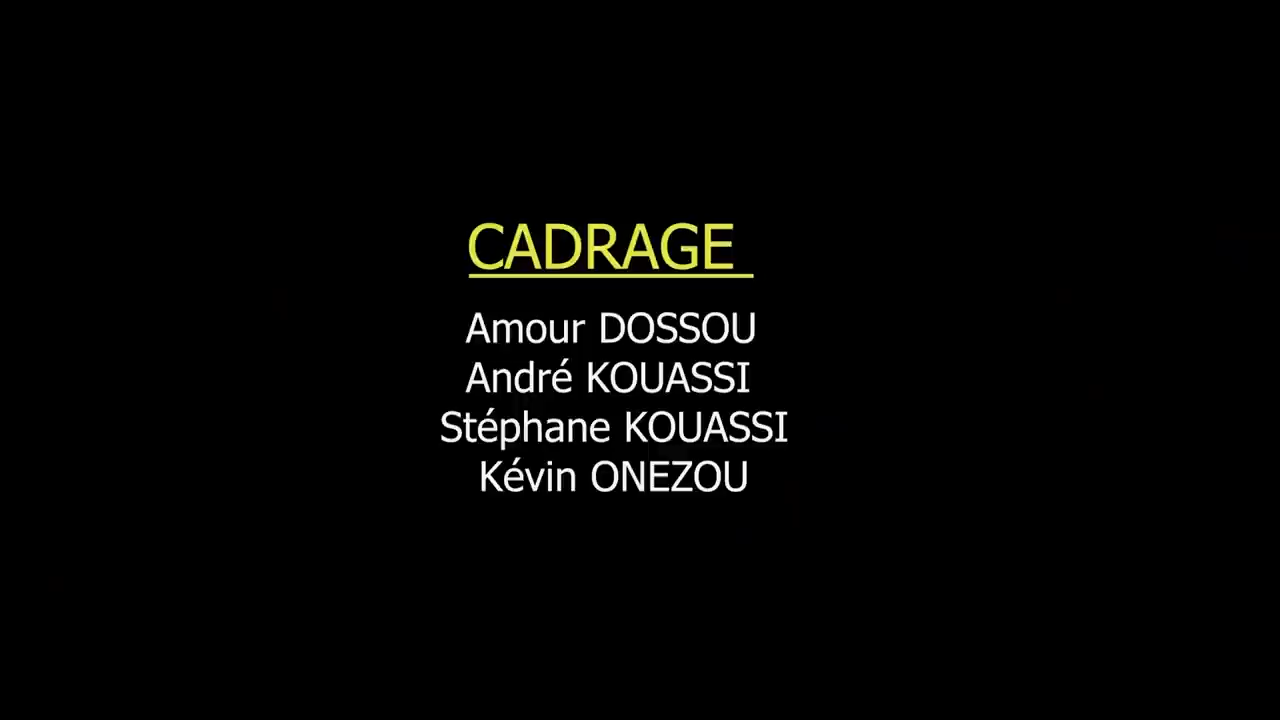 CADRAGE
Amour DOSSOU
André KOUASSI
Stéphane KOUASSI
Kévin ONEZOU